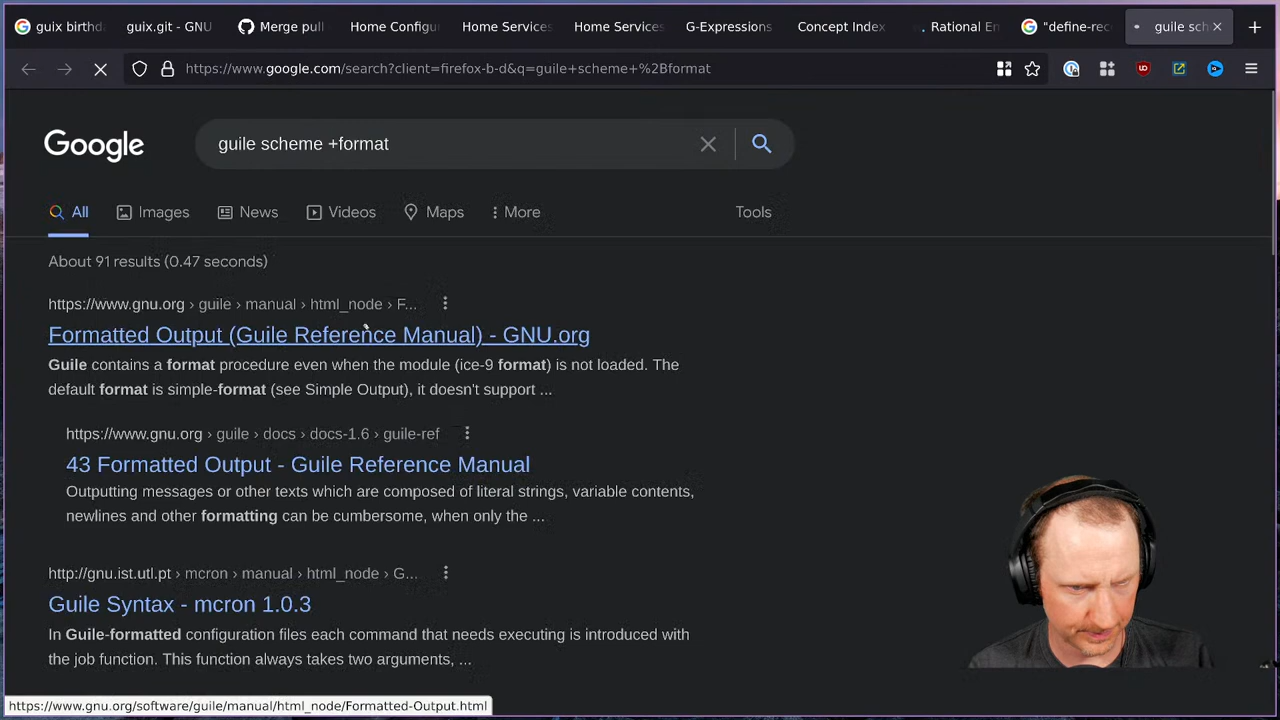 guix birthd
guix.git - GNU
Merge pull
Home Configu
Home Services
Home Service
G-Expressions
Concept Index
Rational En
"define-rec
guile sch
https://www.google.com/search?client=firefox-b-d&q=guile+scheme+%2Bformat
Google
guile scheme +format
All
Images
News
Videos
Maps
More
Tools
About 91 results (0.47 seconds)
https://www.gnu.org › guile › manual › html_node › F...
Formatted Output (Guile Reference Manual) - GNU.org
Guile contains a format procedure even when the module (ice-9 format) is not loaded. The
default format is simple-format (see Simple Output), it doesn't support ...
https://www.gnu.org › guile › docs › docs-1.6 › guile-ref
43 Formatted Output - Guile Reference Manual
Outputting messages or other texts which are composed of literal strings, variable contents,
newlines and other formatting can be cumbersome, when only the ...
http://gnu.ist.utl.pt › mcron › manual › html_node › G...
Guile Syntax - mcron 1.0.3
In Guile-formatted configuration files each command that needs executing is introduced with
the job function. This function always takes two arguments, ...
https://www.gnu.org/software/guile/manual/html_node/Formatted-Output.html